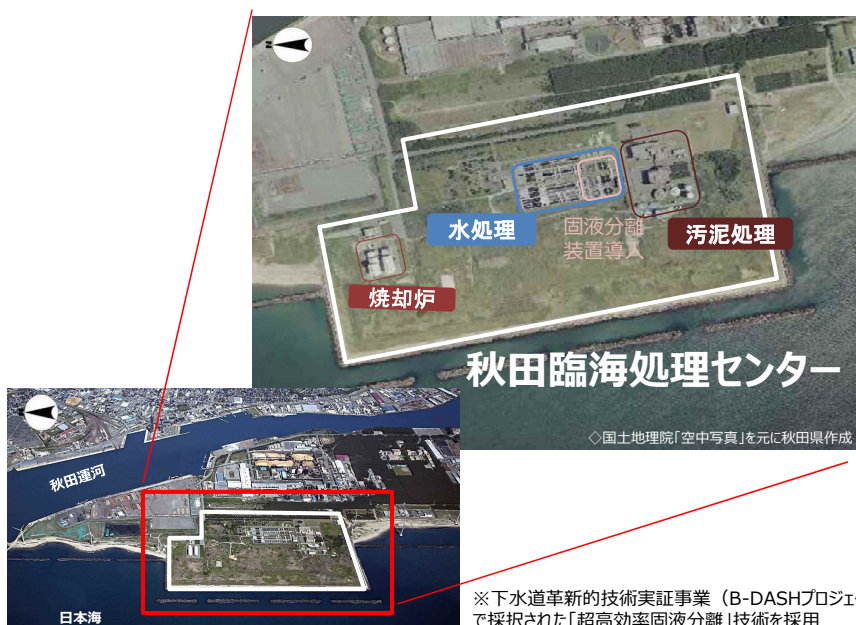 N
水処理
固液分離
装置導入
汚泥処理
焼却炉
秋田臨海処理センター
◇国土地理院「空中写真」を元に秋田県作成
秋田運河
日本海
※下水道革新的技術実証事業（B-DASHプロジェ
で採択された「超高効率固液分離」技術を採用